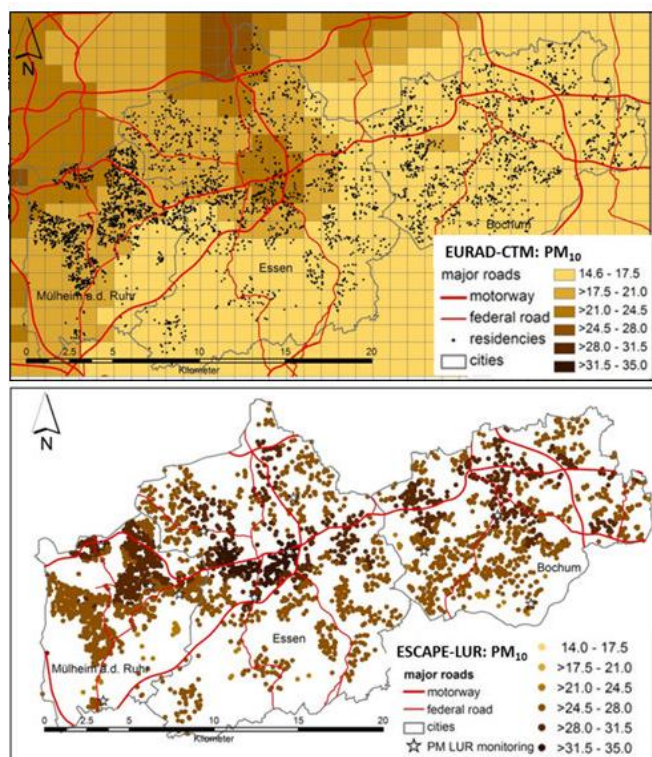 N
Bochum
Essen
Mülheim a.d. Ruhr
0 2.5 5 10 15 20
Kilometer
EURAD-CTM: PM₁₀
major roads
motorway
federal road
residencies
cities
14.6 - 17.5
>17.5 - 21.0
>21.0 - 24.5
>24.5 - 28.0
>28.0 - 31.5
>31.5 - 35.0
N
Bochum
Essen
Mülheim a.d. Ruhr
0 2.5 5 10 15 20
Kilometer
ESCAPE-LUR: PM₁₀
major roads
motorway
federal road
cities
PM LUR monitoring
14.0 - 17.5
>17.5 - 21.0
>21.0 - 24.5
>24.5 - 28.0
>28.0 - 31.5
>31.5 - 35.0